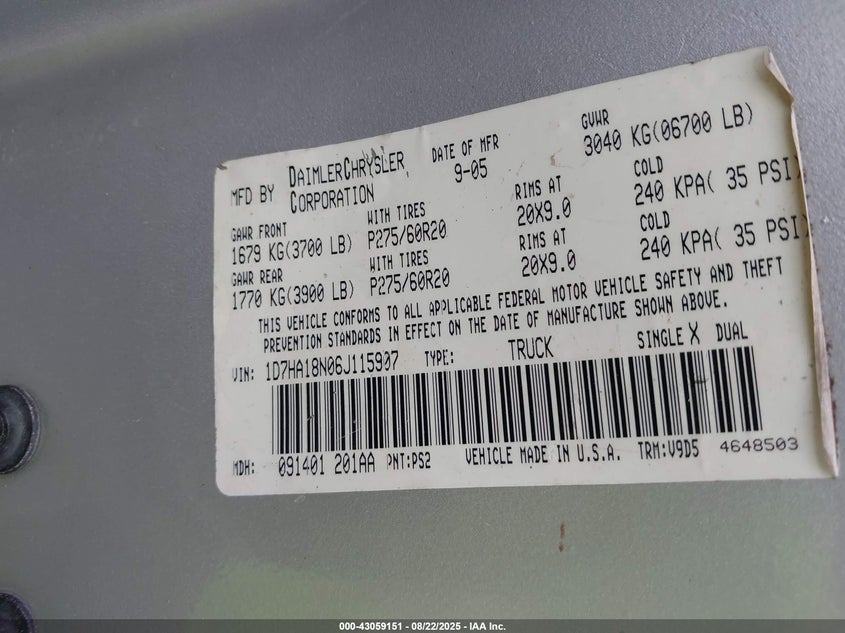 MFD BY DAIMLERCHRYSLER CORPORATION
DATE OF MFR 9-05
GVWR 3040 KG(06700 LB)
GAWR FRONT WITH TIRES RIMS AT COLD
1679 KG(3700 LB) P275/60R20 20X9.0 240 KPA( 35 PSI)
GAWR REAR WITH TIRES RIMS AT COLD
1770 KG(3900 LB) P275/60R20 20X9.0 240 KPA( 35 PSI)
THIS VEHICLE CONFORMS TO ALL APPLICABLE FEDERAL MOTOR VEHICLE SAFETY AND THEFT
PREVENTION STANDARDS IN EFFECT ON THE DATE OF MANUFACTURE SHOWN ABOVE.
VIN: 1D7HA18N06J115907 TYPE: TRUCK SINGLE X DUAL
MDH: 091401 201AA PNT:PS2 VEHICLE MADE IN U.S.A. TRM:V9D5 4648503
000-43059151 - 08/22/2025 - IAA Inc.